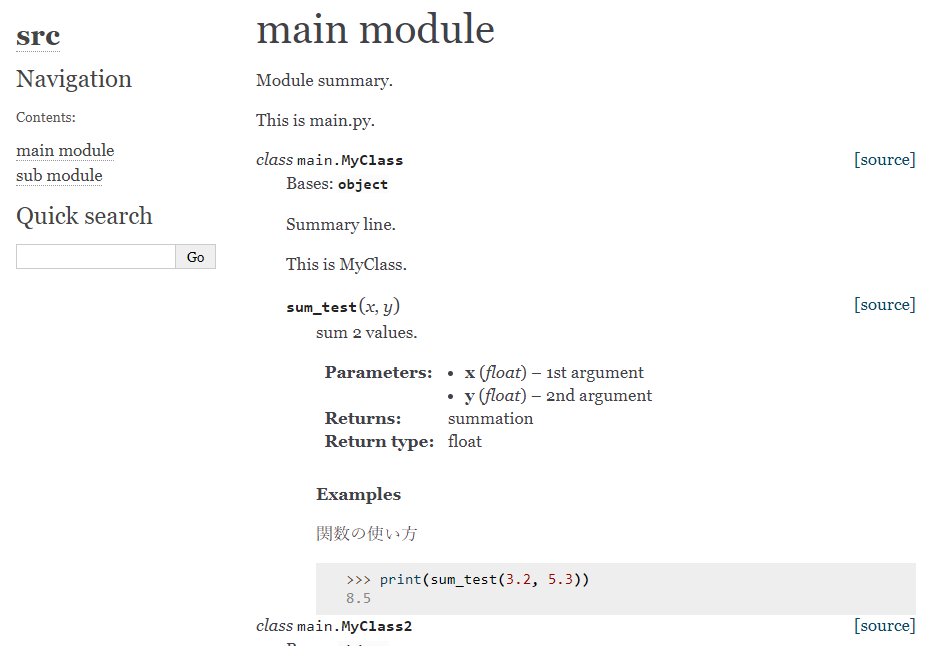 src
Navigation
Contents:
main module
sub module
Quick search
Go
main module
Module summary.
This is main.py.
class main.MyClass [source]
Bases: object
Summary line.
This is MyClass.
sum_test(x, y) [source]
sum 2 values.
Parameters: • x (float) – 1st argument
• y (float) – 2nd argument
Returns: summation
Return type: float
Examples
関数の使い方
>>> print(sum_test(3.2, 5.3))
8.5
class main.MyClass2 [source]